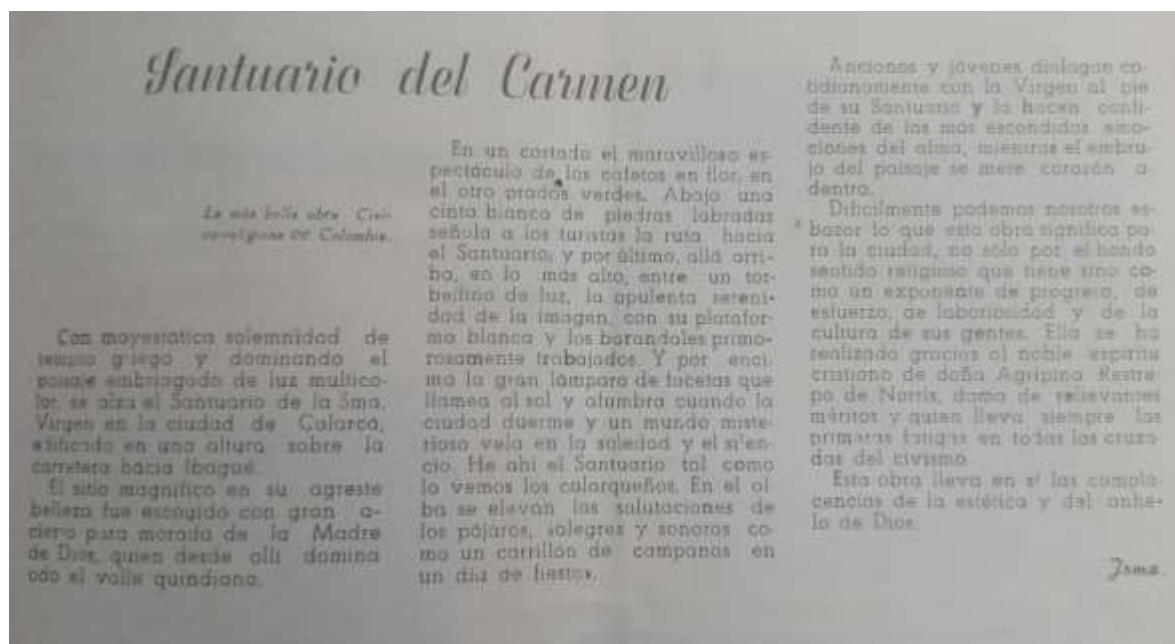 Santuario del Carmen
La más bella obra Civi-
co-religiosa de Colombia.
Con mayestática solemnidad de
templo griego y dominando el
paisaje embriagado de luz multico-
lor, se alza el Santuario de la Sma.
Virgen en la ciudad de Calarcá,
edificado en una altura sobre la
carretera hacia Ibagué.
El sitio magnífico en su agreste
belleza fue escogido con gran a-
cierto para morada de la Madre
de Dios, quien desde allí domina
odo el valle quindiano.
En un costado el maravilloso es-
pectáculo de los cafetos en flor, en
el otro prados verdes. Abajo una
cinta blanca de piedras labradas
señala a los turistas la ruta hacia
el Santuario, y por último, allá arri-
ba, en lo más alto, entre un tor-
bellino de luz, la opulenta sereni-
dad de la imagen, con su platafor-
ma blanca y los barandales primo-
rosamente trabajados. Y por enci-
ma la gran lámpara de facetas que
llamea al sol y alumbra cuando la
ciudad duerme y un mundo miste-
rioso vela en la soledad y el silen-
cio. He ahí el Santuario tal como
lo vemos los calarqueños. En el al
ba se elevan las salutaciones de
los pájaros, alegres y sonoras co-
mo un carrillón de campanas en
un día de fiestas.
Ancianos y jóvenes dialogan co-
tidianamente con la Virgen al pie
de su Santuario y la hacen confi-
dente de las más escondidas emo-
ciones del alma, mientras el embru-
jo del paisaje se mete corazón a-
dentro.
Difícilmente podemos nosotros es-
bozar lo que esta obra significa pa-
ra la ciudad, no solo por el hondo
sentido religioso que tiene sino co-
mo un exponente de progreso, de
esfuerzo, de laboriosidad y de la
cultura de sus gentes. Ella se ha
realizado gracias al noble espíritu
cristiano de doña Agripina Restre-
po de Norris, dama de relievantes
méritos y quien lleva siempre las
primeras fatigas en todas las cruza-
das del civismo.
Esta obra lleva en sí las compla-
cencias de la estética y del anhe-
lo de Dios.
Isma.